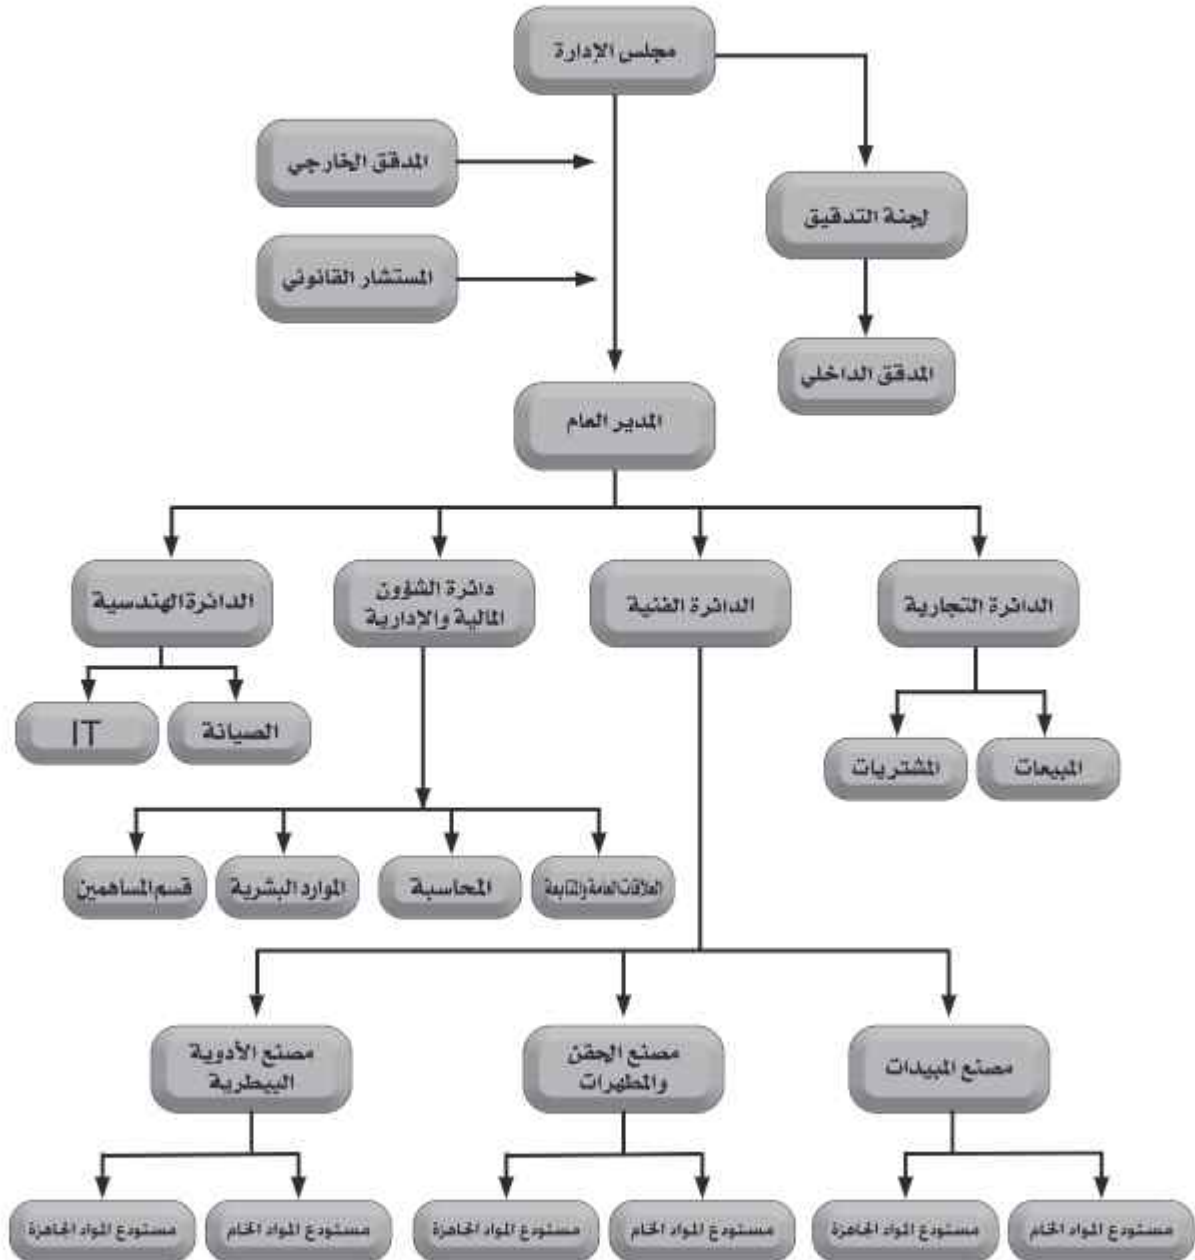 مجلس الإدارة
المدقق الخارجي
لجنة التدقيق
المستشار القانوني
المدقق الداخلي
المدير العام
الدائرة التجارية
الدائرة الفنية
دائرة الشؤون
المالية والإدارية
الدائرة الهندسية
المبيعات
المشتريات
الصيانة
IT
العلاقات العامة والمتابعة
المحاسبة
الموارد البشرية
قسم المساهمين
مصنع المبيدات
مصنع الحقن
والمطهرات
مصنع الأدوية
البيطرية
مستودع المواد الخام
مستودع المواد الجاهزة
مستودع المواد الخام
مستودع المواد الجاهزة
مستودع المواد الخام
مستودع المواد الجاهزة